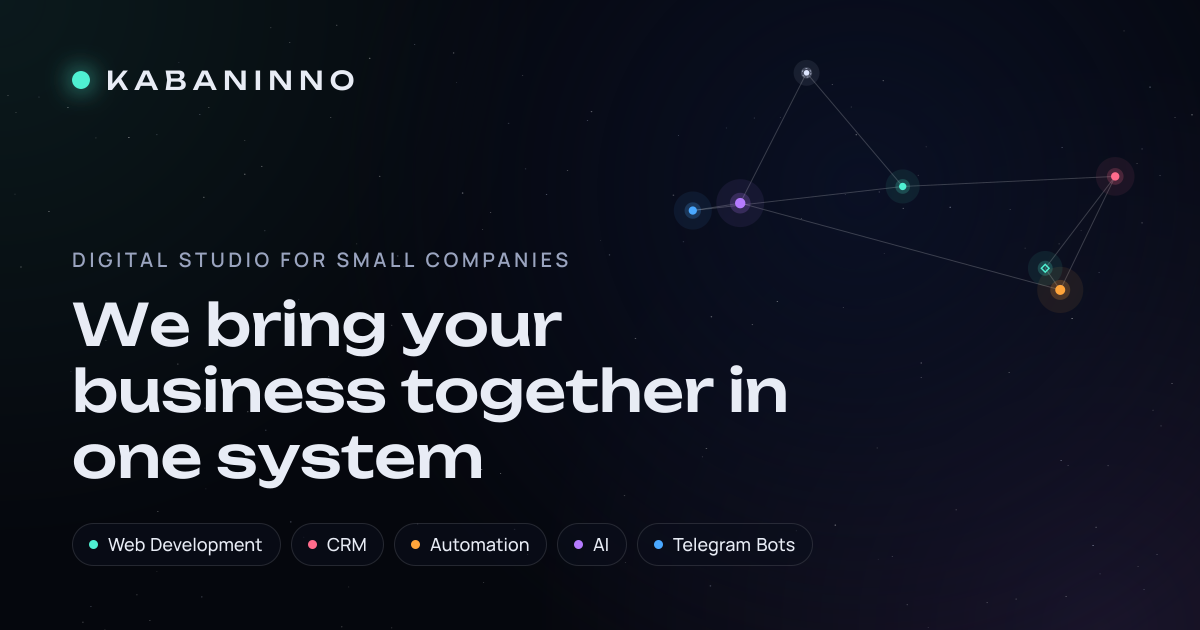 KABANINNO
DIGITAL STUDIO FOR SMALL COMPANIES
We bring your
business together in
one system
Web Development
CRM
Automation
AI
Telegram Bots